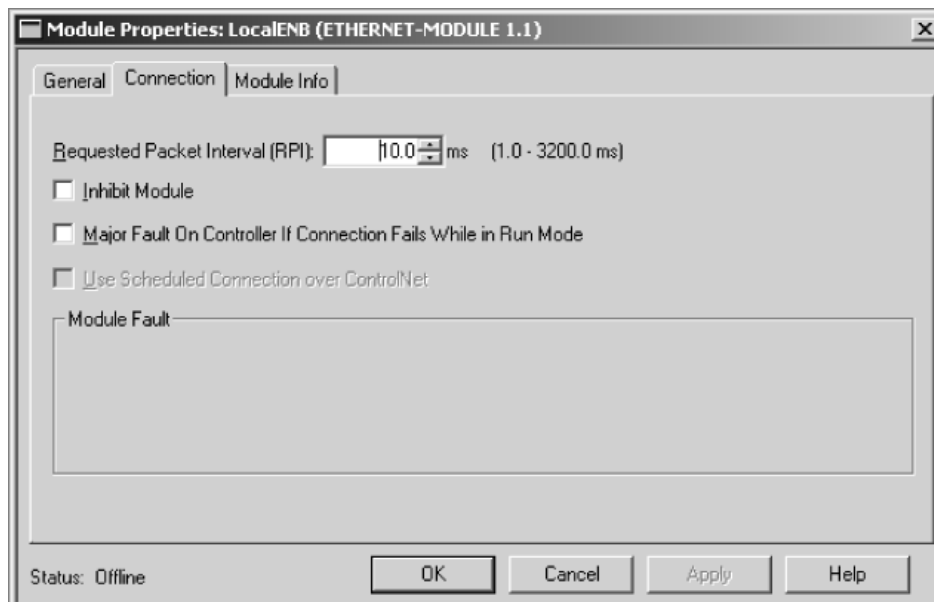 Module Properties: LocalENB (ETHERNET-MODULE 1.1)
General Connection Module Info
Requested Packet Interval (RPI): 10.0 ms (1.0 - 3200.0 ms)
Inhibit Module
Major Fault On Controller If Connection Fails While in Run Mode
Use Scheduled Connection over ControlNet
Module Fault
Status: Offline OK Cancel Apply Help